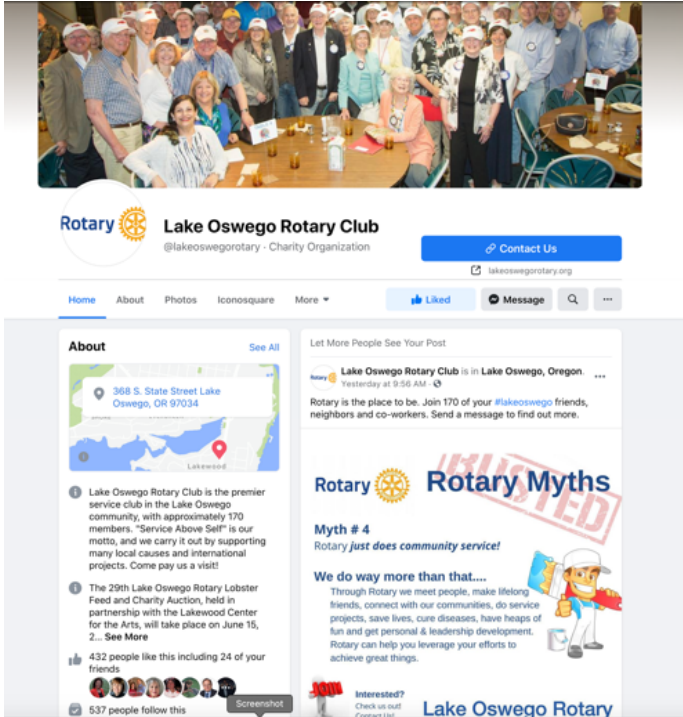 Rotary
Lake Oswego Rotary Club
@lakeoswegorotary · Charity Organization
Contact Us
lakeoswegorotary.org
Home About Photos Iconosquare More
Liked Message
About See All
368 S. State Street Lake
Oswego, OR 97034
Lakewood
Lake Oswego Rotary Club is the premier
service club in the Lake Oswego
community, with approximately 170
members. "Service Above Self" is our
motto, and we carry it out by supporting
many local causes and international
projects. Come pay us a visit!
The 29th Lake Oswego Rotary Lobster
Feed and Charity Auction, held in
partnership with the Lakewood Center
for the Arts, will take place on June 15,
2... See More
432 people like this including 24 of your
friends
537 people follow this
Screenshot
Let More People See Your Post
Rotary
Lake Oswego Rotary Club is in Lake Oswego, Oregon.
Yesterday at 9:56 AM ·
Rotary is the place to be. Join 170 of your #lakeoswego friends,
neighbors and co-workers. Send a message to find out more.
BUSTED
Rotary Rotary Myths
Myth # 4
Rotary just does community service!
We do way more than that....
Through Rotary we meet people, make lifelong
friends, connect with our communities, do service
projects, save lives, cure diseases, have heaps of
fun and get personal & leadership development.
Rotary can help you leverage your efforts to
achieve great things.
JOIN
Interested?
Check us out!
Contact Us!
Lake Oswego Rotary